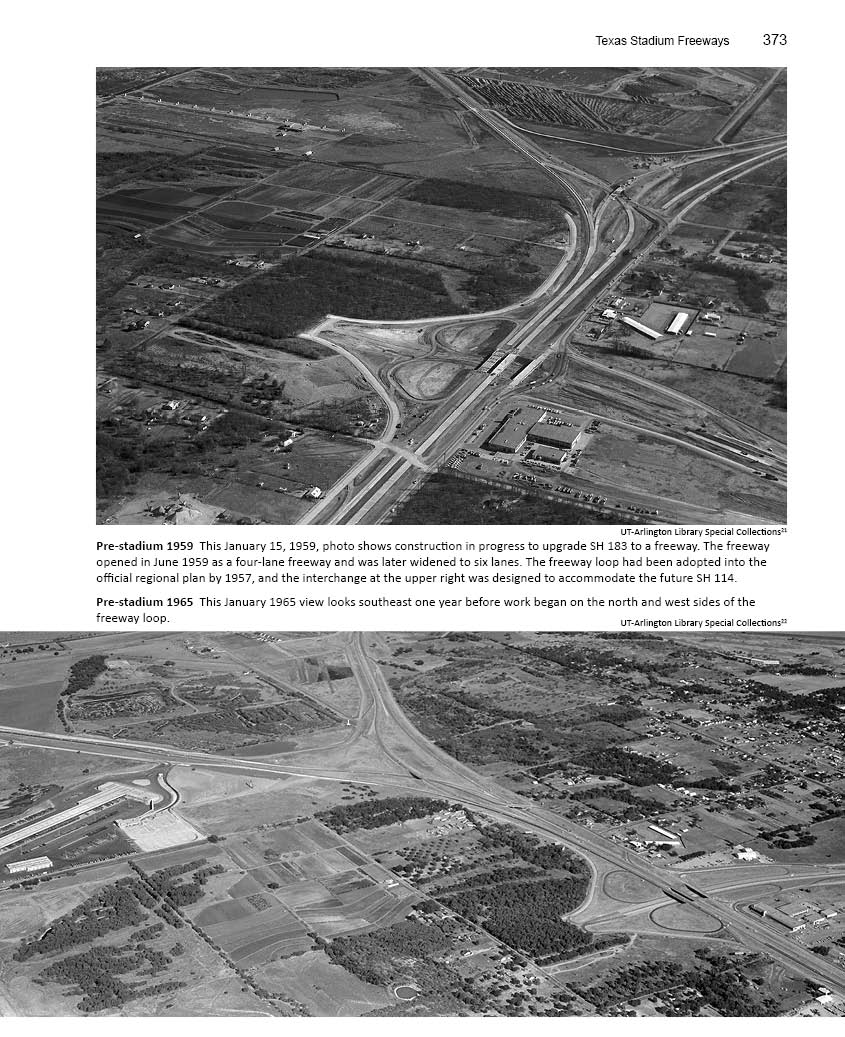 Texas Stadium Freeways 373
UT-Arlington Library Special Collections²¹
Pre-stadium 1959 This January 15, 1959, photo shows construction in progress to upgrade SH 183 to a freeway. The freeway
opened in June 1959 as a four-lane freeway and was later widened to six lanes. The freeway loop had been adopted into the
official regional plan by 1957, and the interchange at the upper right was designed to accommodate the future SH 114.
Pre-stadium 1965 This January 1965 view looks southeast one year before work began on the north and west sides of the
freeway loop.
UT-Arlington Library Special Collections²²